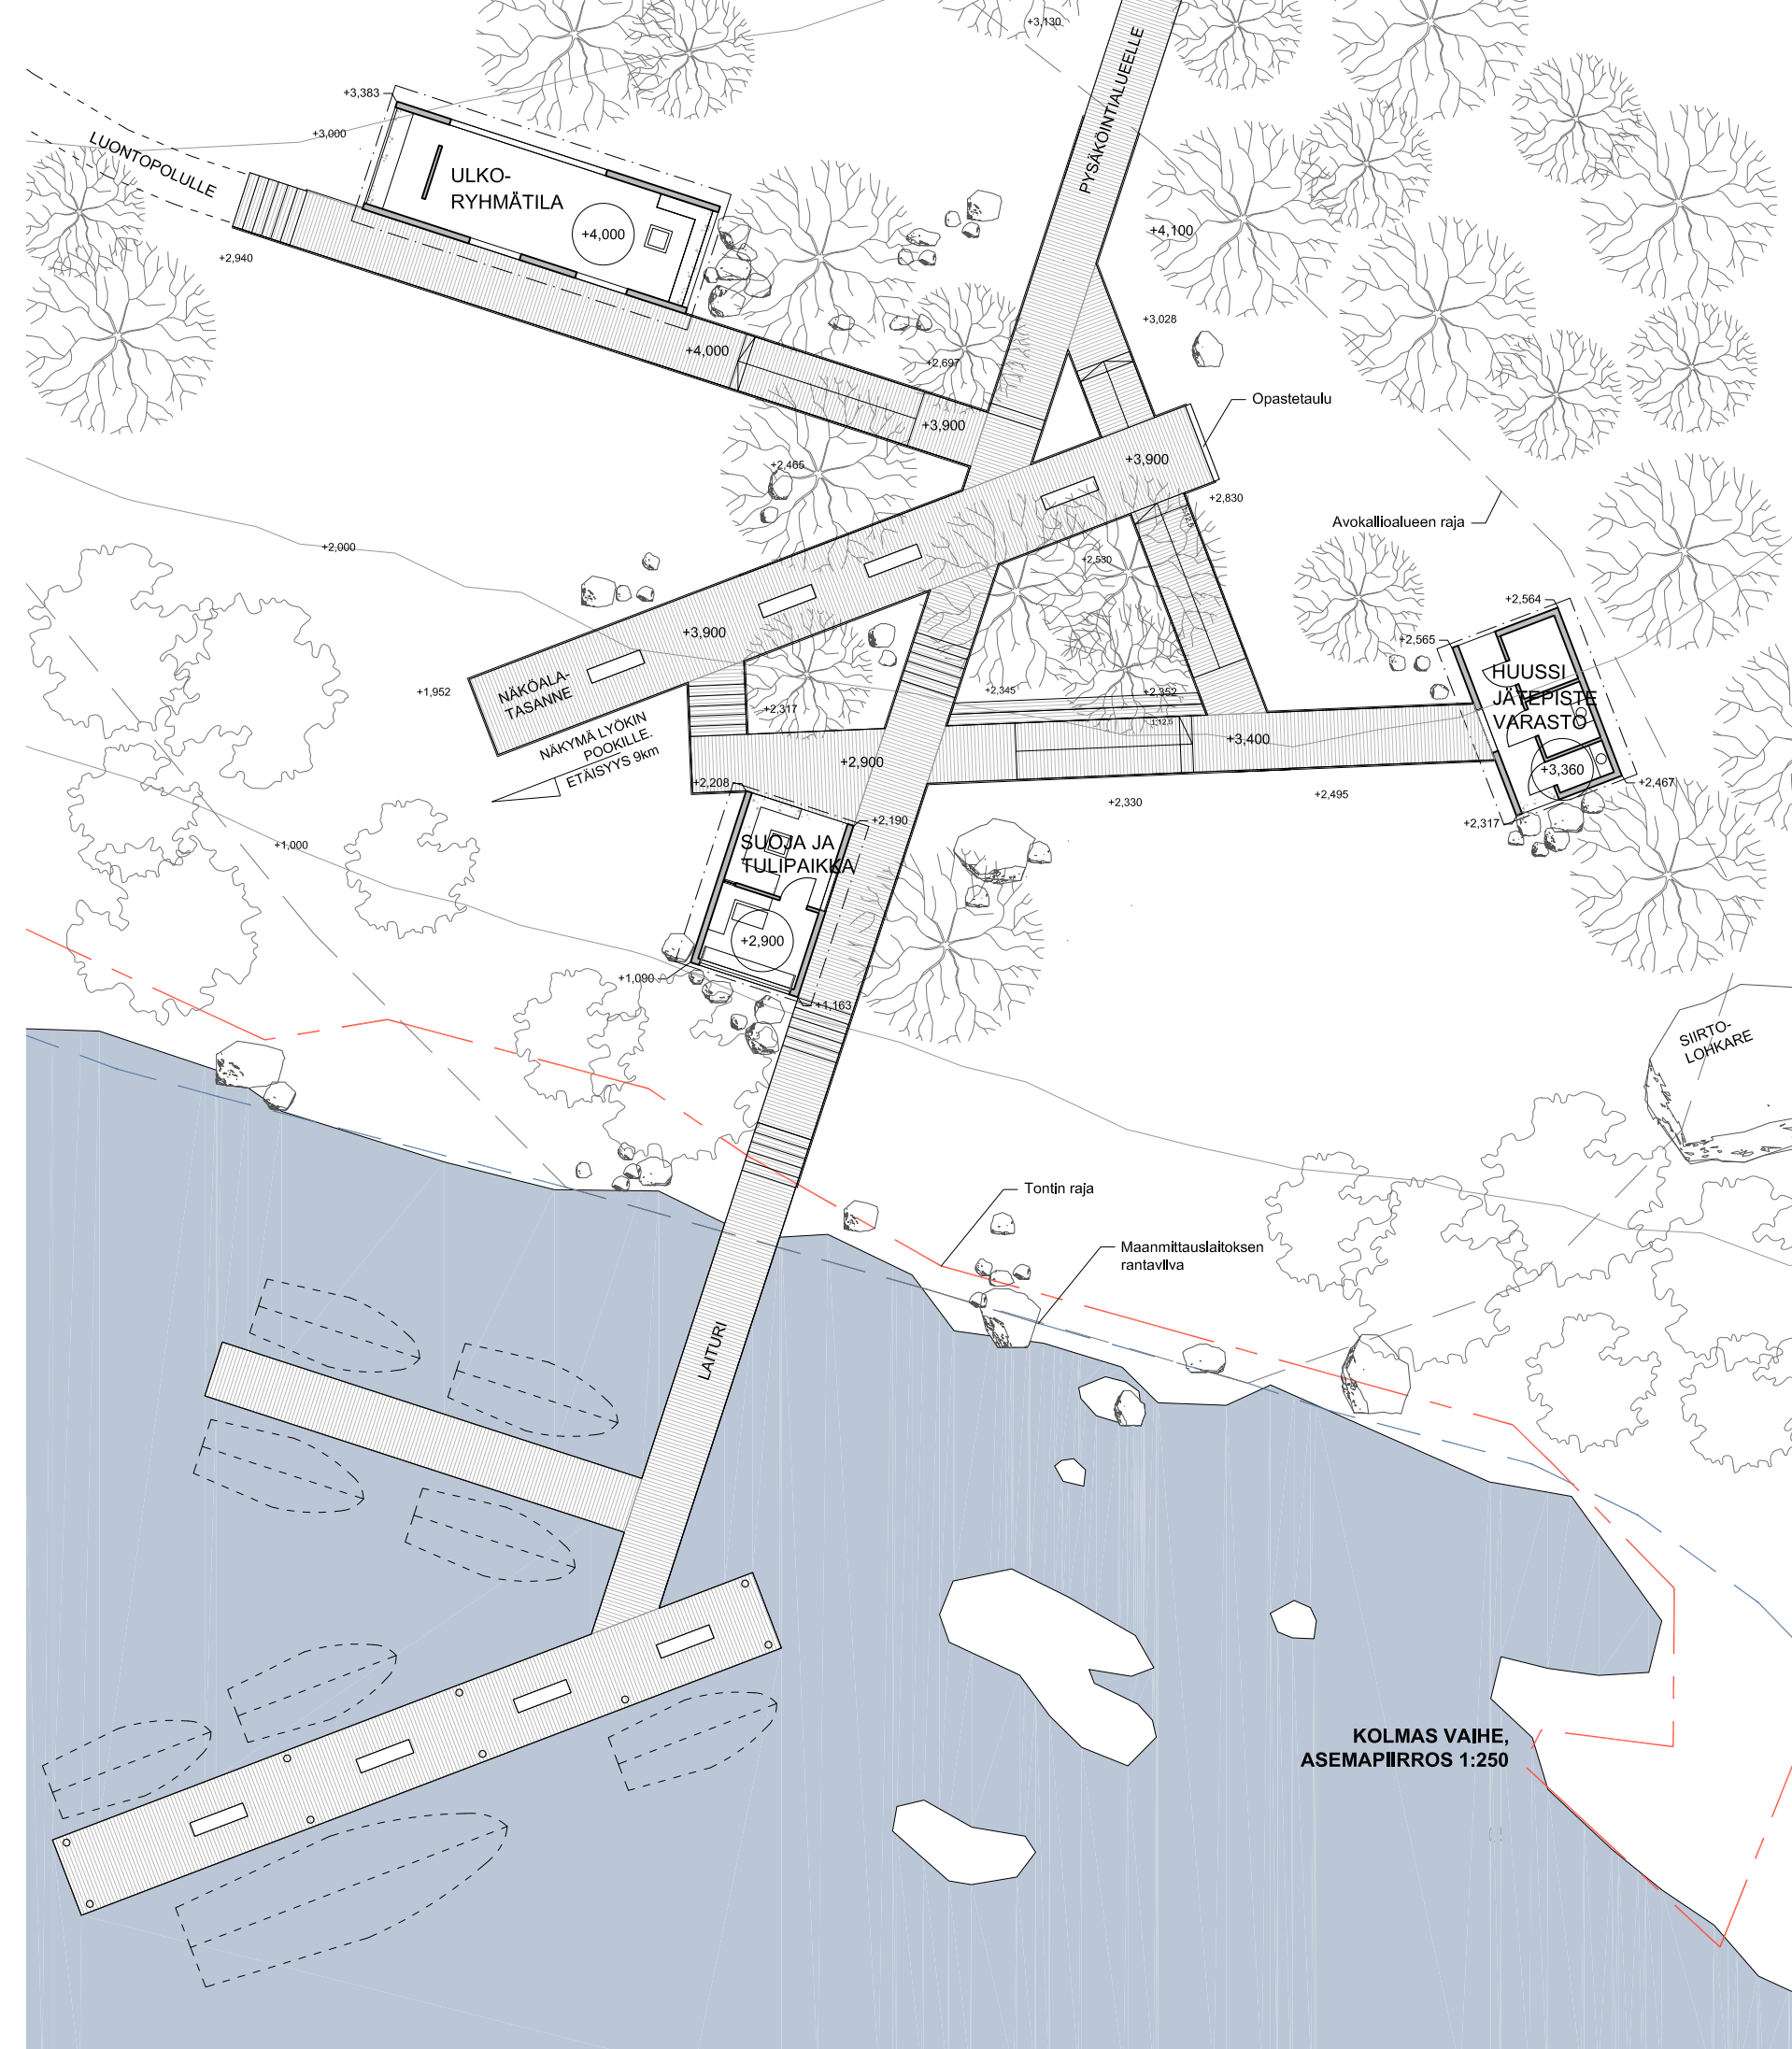 +3,130
PYSÄKÖINTIALUEELLE
+3,383
+3,000
LUONTOPOLULLE
ULKO-
RYHMÄTILA
+4,000
+4,100
+2,940
+3,028
+4,000
+2,697
Opastetaulu
+3,900
+3,900
+2,465
+2,830
Avokallioalueen raja
+2,000
+2,530
+2,564
+3,900
+2,565
+1,952
NÄKÖALA-
TASANNE
HUUSSI
JÄTEPISTE
VARASTO
+2,345
+2,352
+2,317
1:12,5
NÄKYMÄ LYÖKIN
POOKILLE.
ETÄISYYS 9km
+3,400
+2,900
+3,360
+2,208
+2,467
+2,330
+2,495
+2,190
+2,317
SUOJA JA
TULIPAIKKA
+1,000
+2,900
+1,090
+1,163
SIIRTO-
LOHKARE
Tontin raja
Maanmittauslaitoksen
rantaviiva
LAITURI
KOLMAS VAIHE,
ASEMAPIIRROS 1:250